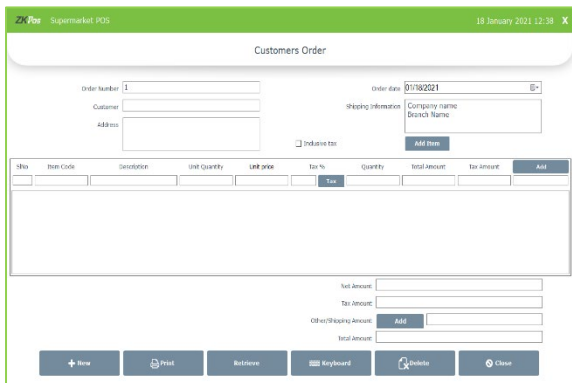 ZKPos Supermarket POS 18 January 2021 12:38 X
Customers Order
Order Number 1 Order date 01/18/2021
Customer Shipping Information Company name
Branch Name
Address
Inclusive tax Add Item
SlNo Item Code Description Unit Quantity Unit price Tax % Quantity Total Amount Tax Amount Add
Tax
Net Amount
Tax Amount
Other/Shipping Amount Add
Total Amount
New Print Retrieve Keyboard Delete Close